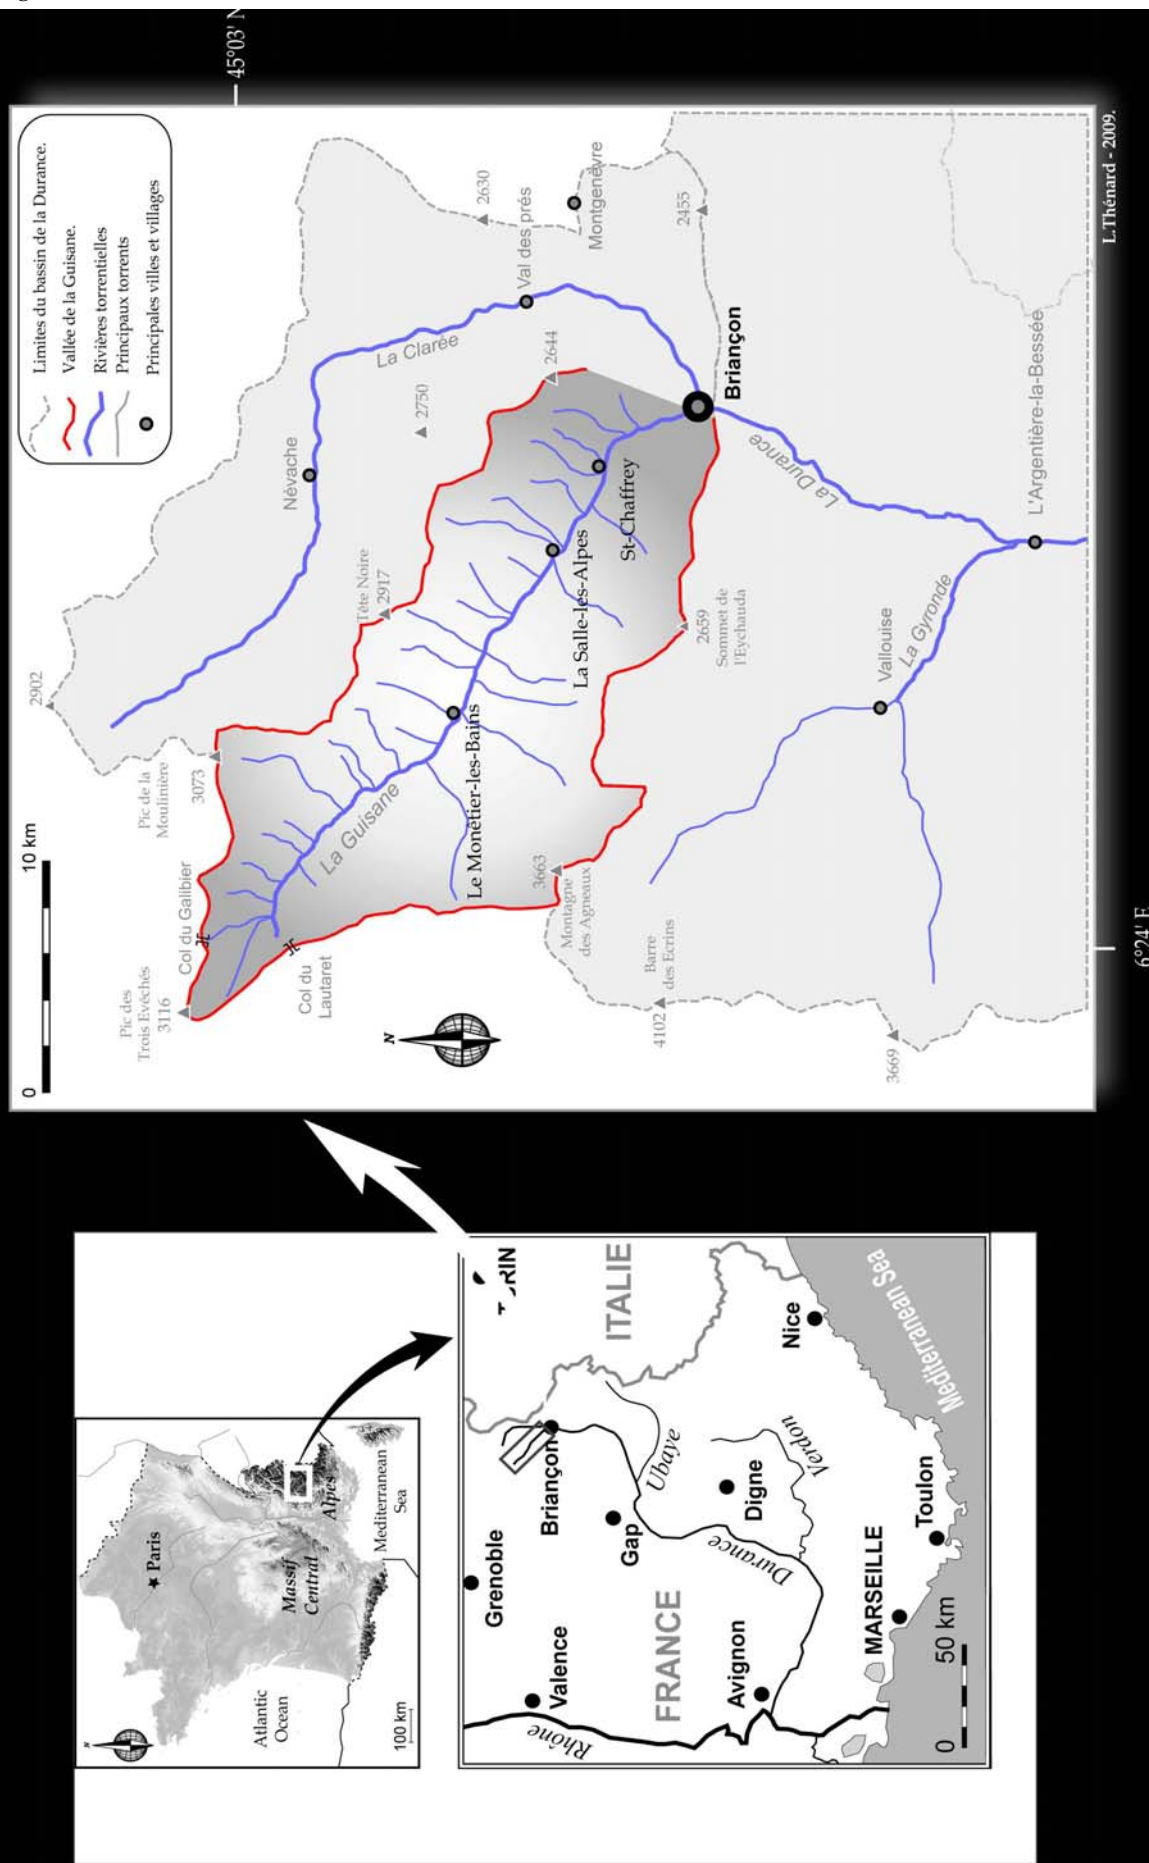 45°03' N
Limites du bassin de la Durance.
Vallée de la Guisane.
Rivières torrentielles
Principaux torrents
Principales villes et villages
0
10 km
2902
Pic de la
Moulinière
3073
Pic des
Trois Evêchés
3116
Col du Galibier
Col du
Lautaret
Névache
La Clarée
2750
2630
Val des prés
Montgenèvre
2455
2644
Tête Noire
2917
La Guisane
Le Monêtier-les-Bains
La Salle-les-Alpes
St-Chaffrey
Briançon
2659
Sommet de
l'Eychauda
3663
Montagne
des Agneaux
Barre
des Ecrins
4102
3669
La Durance
Vallouise
La Gyronde
L'Argentière-la-Bessée
N
L.Thénard - 2009.
6°24' E
N
Paris
Atlantic
Ocean
Massif
Central
Alpes
Mediterranean
Sea
100 km
RIN
ITALIE
Grenoble
Valence
Briançon
Gap
Ubaye
Rhône
FRANCE
Durance
Digne
Verdon
Nice
Avignon
MARSEILLE
Toulon
Mediterranean Sea
0
50 km